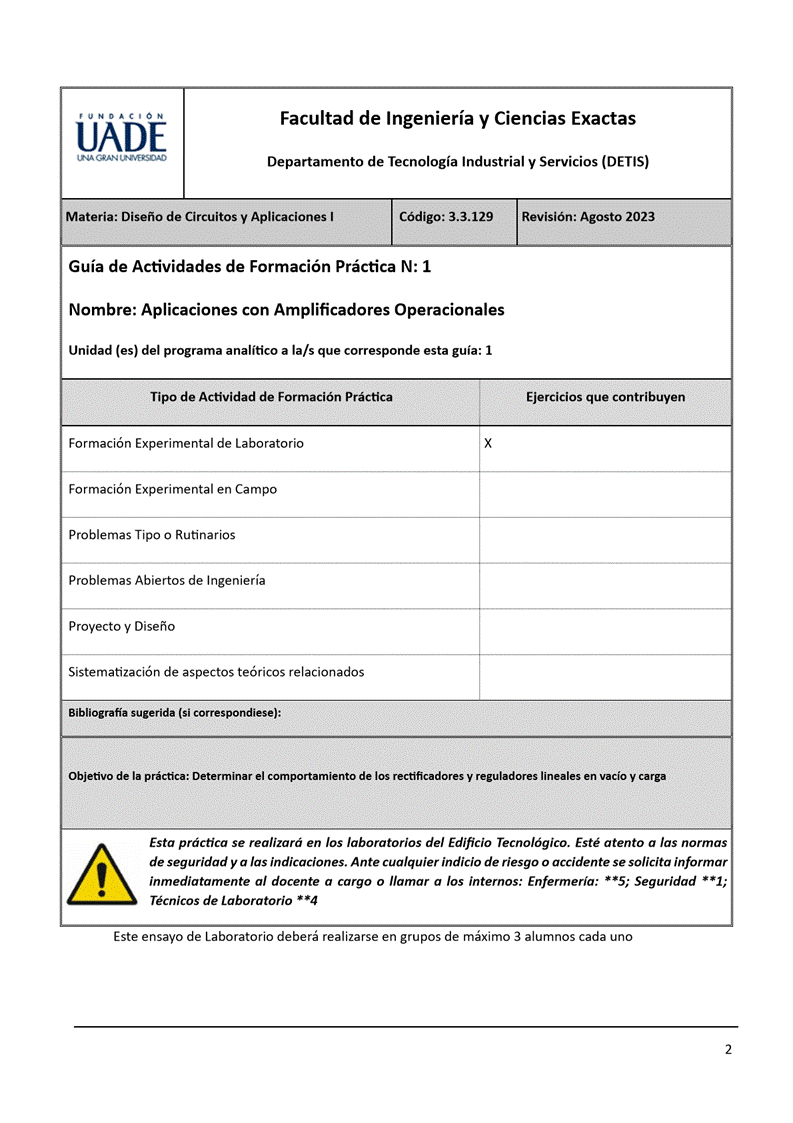 FUNDACIÓN
UADE
UNA GRAN UNIVERSIDAD
Facultad de Ingeniería y Ciencias Exactas
Departamento de Tecnología Industrial y Servicios (DETIS)
Materia: Diseño de Circuitos y Aplicaciones I
Código: 3.3.129
Revisión: Agosto 2023
Guía de Actividades de Formación Práctica N: 1
Nombre: Aplicaciones con Amplificadores Operacionales
Unidad (es) del programa analítico a la/s que corresponde esta guía: 1
Tipo de Actividad de Formación Práctica
Ejercicios que contribuyen
Formación Experimental de Laboratorio
X
Formación Experimental en Campo
Problemas Tipo o Rutinarios
Problemas Abiertos de Ingeniería
Proyecto y Diseño
Sistematización de aspectos teóricos relacionados
Bibliografía sugerida (si correspondiese):
Objetivo de la práctica: Determinar el comportamiento de los rectificadores y reguladores lineales en vacío y carga
Esta práctica se realizará en los laboratorios del Edificio Tecnológico. Esté atento a las normas
de seguridad y a las indicaciones. Ante cualquier indicio de riesgo o accidente se solicita informar
inmediatamente al docente a cargo o llamar a los internos: Enfermería: **5; Seguridad **1;
Técnicos de Laboratorio **4
Este ensayo de Laboratorio deberá realizarse en grupos de máximo 3 alumnos cada uno
2